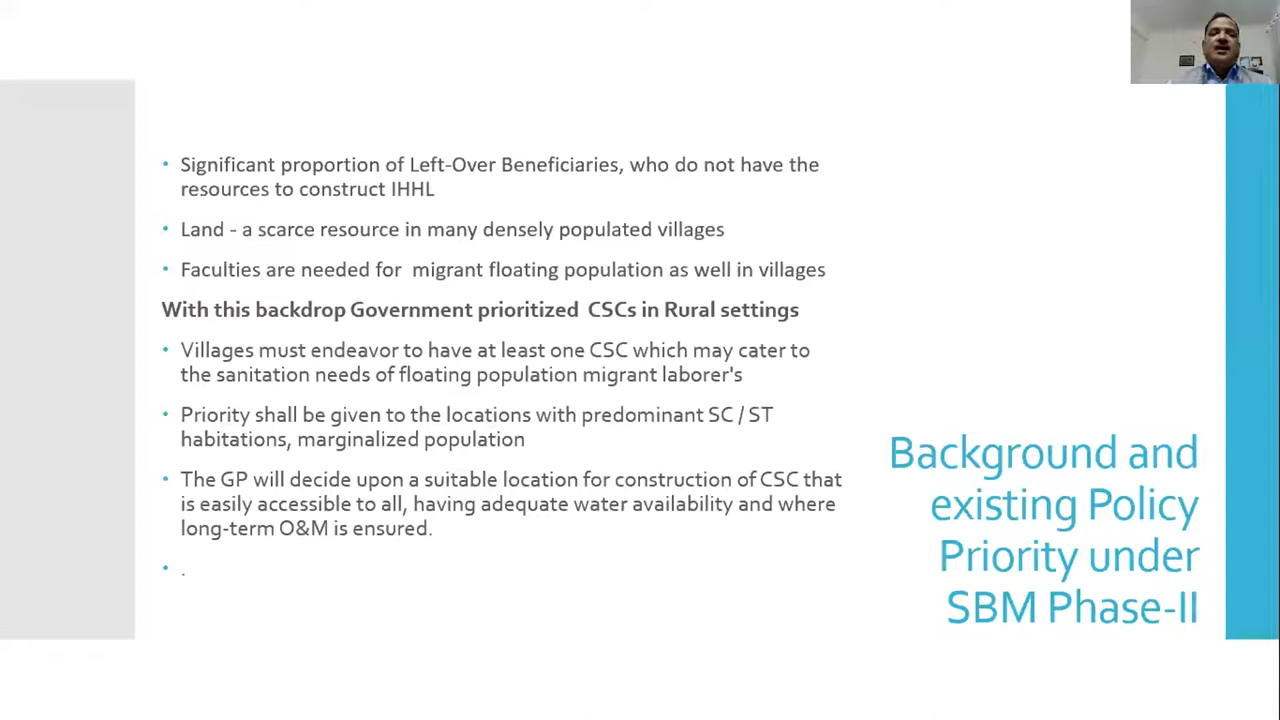 • Significant proportion of Left-Over Beneficiaries, who do not have the
resources to construct IHHL
• Land - a scarce resource in many densely populated villages
• Faculties are needed for  migrant floating population as well in villages
With this backdrop Government prioritized  CSCs in Rural settings
• Villages must endeavor to have at least one CSC which may cater to
the sanitation needs of floating population migrant laborer's
• Priority shall be given to the locations with predominant SC / ST
habitations, marginalized population
• The GP will decide upon a suitable location for construction of CSC that
is easily accessible to all, having adequate water availability and where
long-term O&M is ensured.
• .
Background and
existing Policy
Priority under
SBM Phase-II